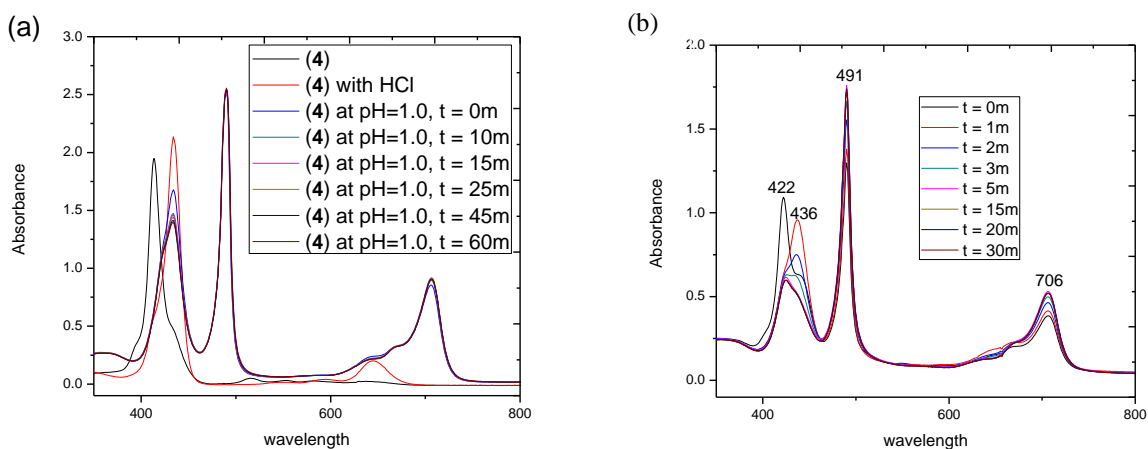 (a)
3.0
2.5
2.0
1.5
1.0
0.5
0.0
Absorbance
400
600
800
wavelength
(4)
(4) with HCl
(4) at pH=1.0, t = 0m
(4) at pH=1.0, t = 10m
(4) at pH=1.0, t = 15m
(4) at pH=1.0, t = 25m
(4) at pH=1.0, t = 45m
(4) at pH=1.0, t = 60m
(b)
2.0
1.5
1.0
0.5
0.0
Absorbance
400
600
800
wavelength
491
422
436
706
t = 0m
t = 1m
t = 2m
t = 3m
t = 5m
t = 15m
t = 20m
t = 30m